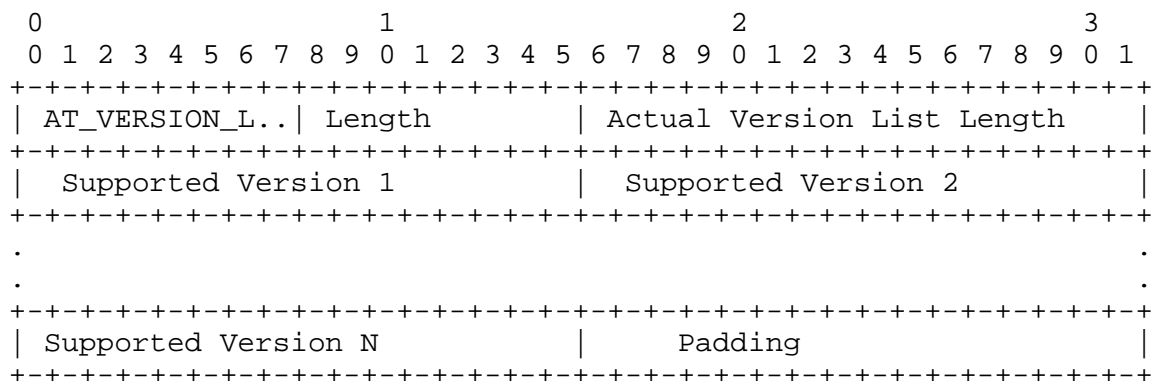 0                   1                   2                   3
 0 1 2 3 4 5 6 7 8 9 0 1 2 3 4 5 6 7 8 9 0 1 2 3 4 5 6 7 8 9 0 1
+-+-+-+-+-+-+-+-+-+-+-+-+-+-+-+-+-+-+-+-+-+-+-+-+-+-+-+-+-+-+-+-+
| AT_VERSION_L..| Length        | Actual Version List Length    |
+-+-+-+-+-+-+-+-+-+-+-+-+-+-+-+-+-+-+-+-+-+-+-+-+-+-+-+-+-+-+-+-+
|  Supported Version 1          |  Supported Version 2          |
+-+-+-+-+-+-+-+-+-+-+-+-+-+-+-+-+-+-+-+-+-+-+-+-+-+-+-+-+-+-+-+-+
.                                                               .
.                                                               .
+-+-+-+-+-+-+-+-+-+-+-+-+-+-+-+-+-+-+-+-+-+-+-+-+-+-+-+-+-+-+-+-+
| Supported Version N           |     Padding                   |
+-+-+-+-+-+-+-+-+-+-+-+-+-+-+-+-+-+-+-+-+-+-+-+-+-+-+-+-+-+-+-+-+